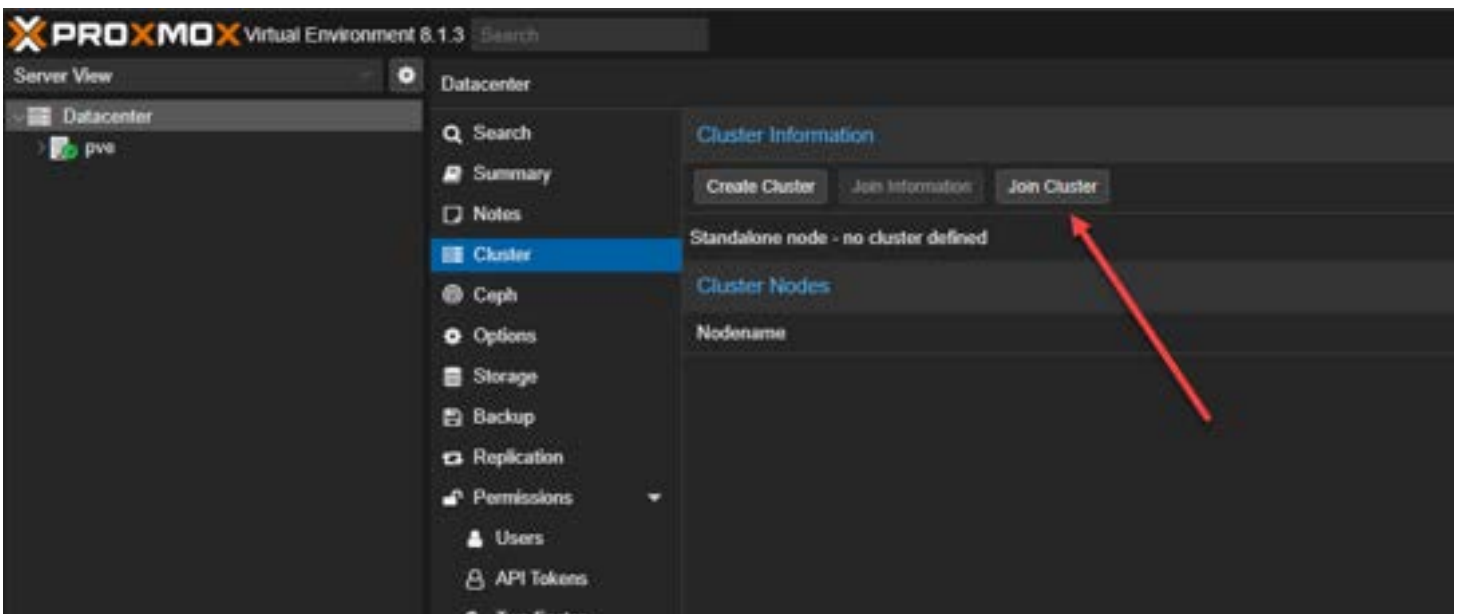 PROXMOX Virtual Environment 8.1.3 Search
Server View
Datacenter
pve
Datacenter
Search
Summary
Notes
Cluster
Ceph
Options
Storage
Backup
Replication
Permissions
Users
API Tokens
Cluster Information
Create Cluster Join Information Join Cluster
Standalone node - no cluster defined
Cluster Nodes
Nodename